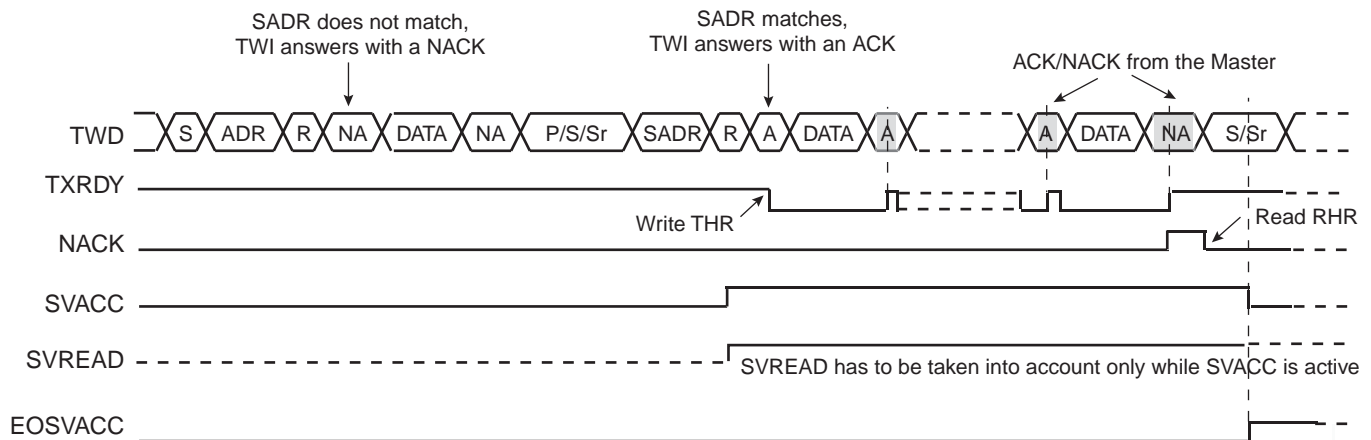 SADR does not match,
TWI answers with a NACK
SADR matches,
TWI answers with an ACK
ACK/NACK from the Master
TWD S ADR R NA DATA NA P/S/Sr SADR R A DATA A A DATA NA S/Sr
TXRDY
Write THR
Read RHR
NACK
SVACC
SVREAD
SVREAD has to be taken into account only while SVACC is active
EOSVACC